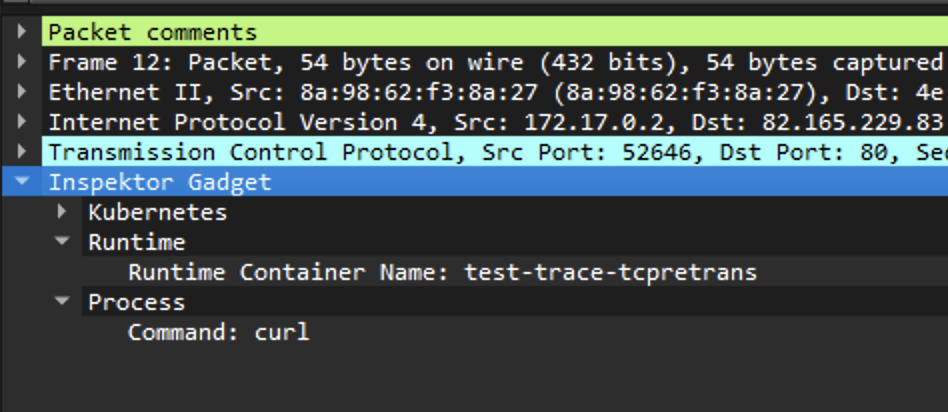 Packet comments
Frame 12: Packet, 54 bytes on wire (432 bits), 54 bytes captured
Ethernet II, Src: 8a:98:62:f3:8a:27 (8a:98:62:f3:8a:27), Dst: 4e
Internet Protocol Version 4, Src: 172.17.0.2, Dst: 82.165.229.83
Transmission Control Protocol, Src Port: 52646, Dst Port: 80, Sec
Inspektor Gadget
Kubernetes
Runtime
Runtime Container Name: test-trace-tcpretrans
Process
Command: curl